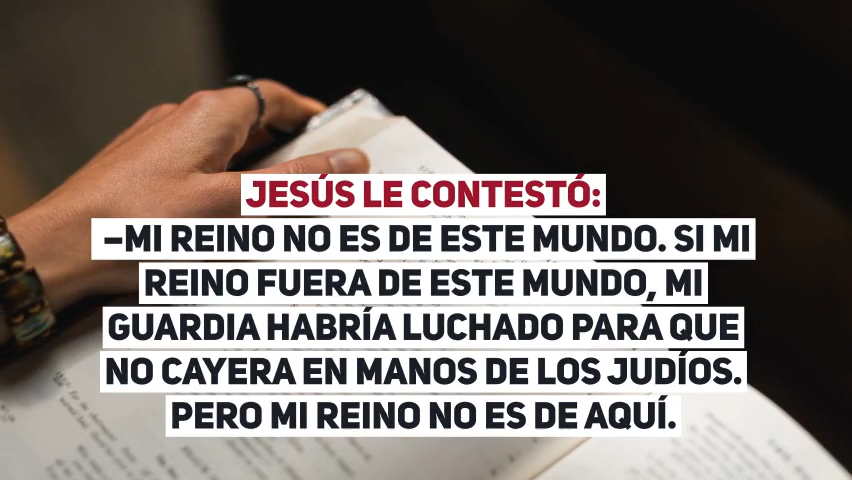 JESÚS LE CONTESTÓ:
–MI REINO NO ES DE ESTE MUNDO. SI MI
REINO FUERA DE ESTE MUNDO, MI
GUARDIA HABRÍA LUCHADO PARA QUE
NO CAYERA EN MANOS DE LOS JUDÍOS.
PERO MI REINO NO ES DE AQUÍ.